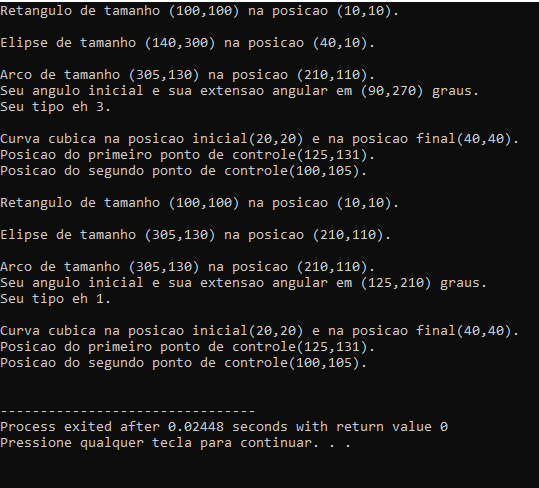 Retangulo de tamanho (100,100) na posicao (10,10).
Elipse de tamanho (140,300) na posicao (40,10).
Arco de tamanho (305,130) na posicao (210,110).
Seu angulo inicial e sua extensao angular em (90,270) graus.
Seu tipo eh 3.
Curva cubica na posicao inicial(20,20) e na posicao final(40,40).
Posicao do primeiro ponto de controle(125,131).
Posicao do segundo ponto de controle(100,105).
Retangulo de tamanho (100,100) na posicao (10,10).
Elipse de tamanho (305,130) na posicao (210,110).
Arco de tamanho (305,130) na posicao (210,110).
Seu angulo inicial e sua extensao angular em (125,210) graus.
Seu tipo eh 1.
Curva cubica na posicao inicial(20,20) e na posicao final(40,40).
Posicao do primeiro ponto de controle(125,131).
Posicao do segundo ponto de controle(100,105).
--------------------------------
Process exited after 0.02448 seconds with return value 0
Pressione qualquer tecla para continuar. . .